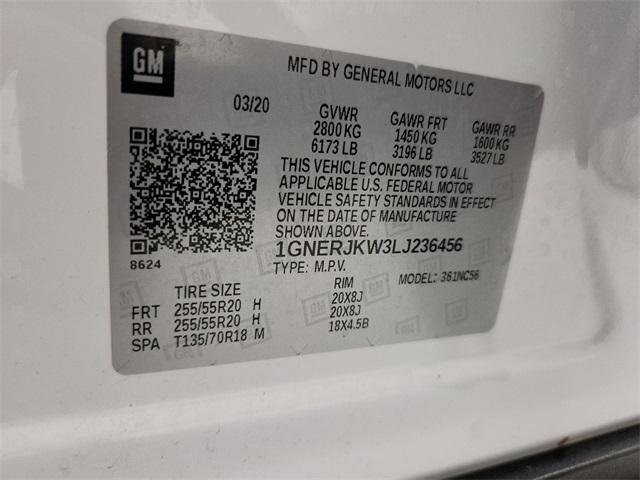 GM
MFD BY GENERAL MOTORS LLC
03/20
GVWR GAWR FRT GAWR RR
2800 KG 1450 KG 1600 KG
6173 LB 3196 LB 3527 LB
THIS VEHICLE CONFORMS TO ALL
APPLICABLE U.S. FEDERAL MOTOR
VEHICLE SAFETY STANDARDS IN EFFECT
ON THE DATE OF MANUFACTURE
SHOWN ABOVE.
1GNERJKW3LJ236456
8624
TYPE: M.P.V. MODEL: 361NC56
TIRE SIZE RIM
FRT 255/55R20 H 20X8J
RR 255/55R20 H 20X8J
SPA T135/70R18 M 18X4.5B